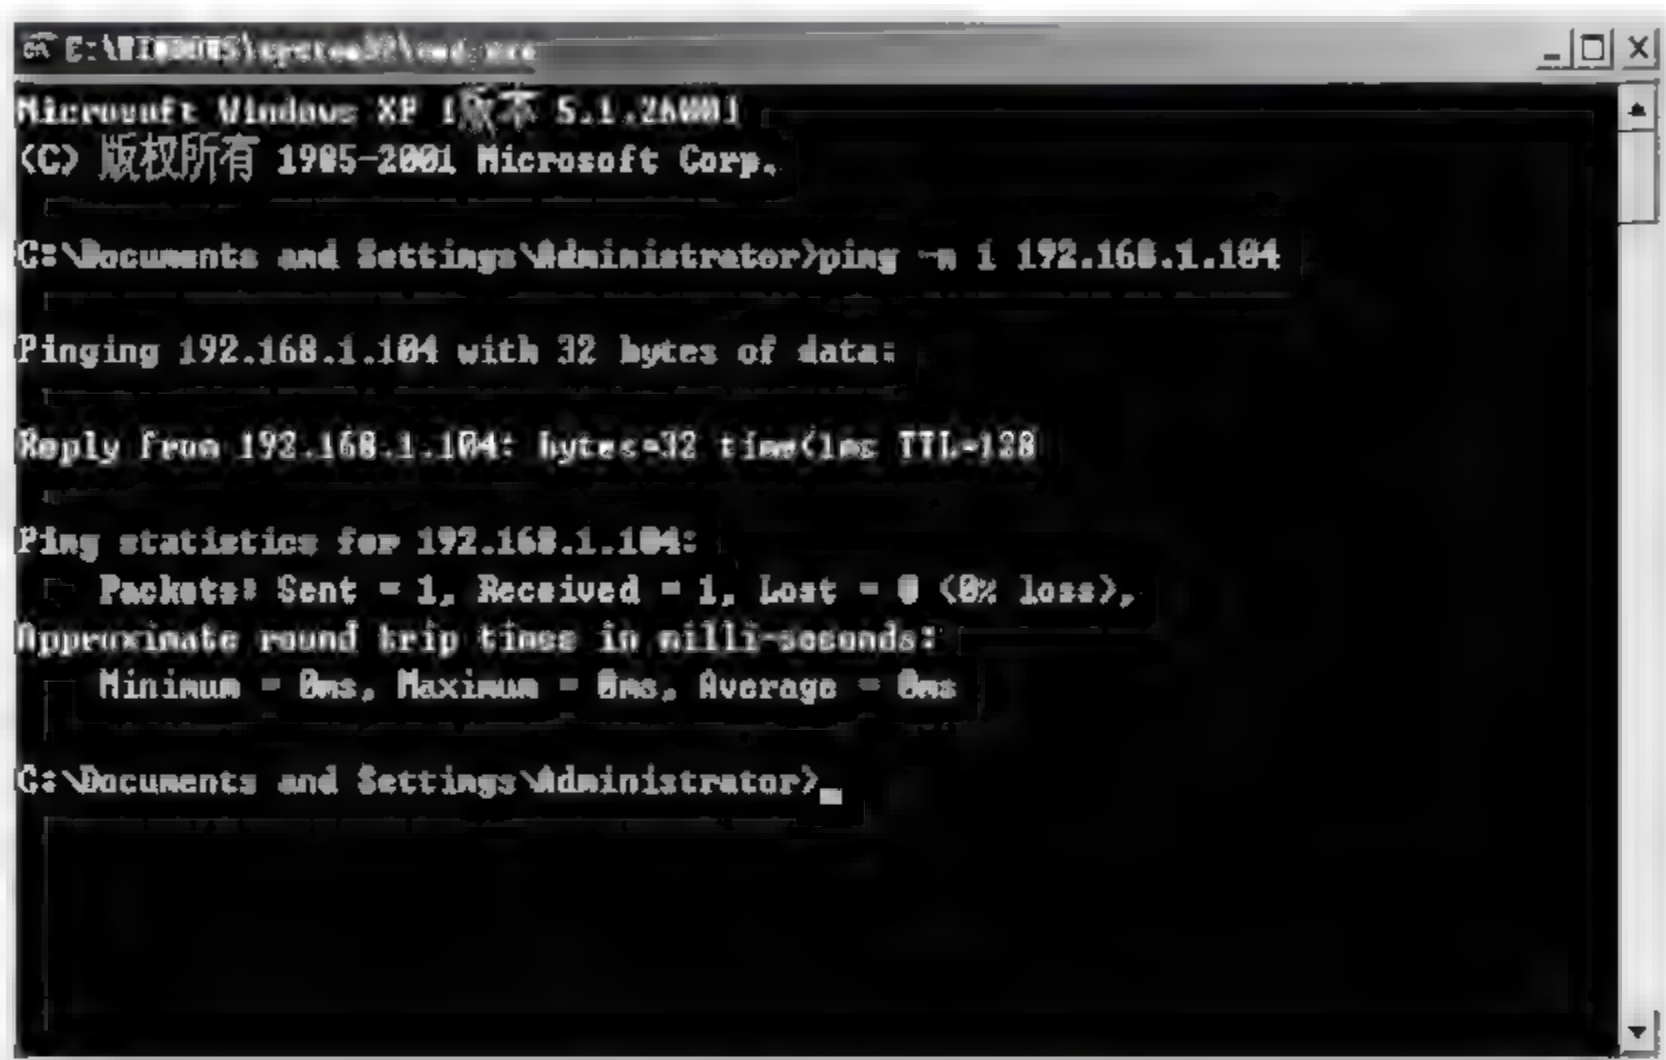 E:\WINDOWS\system32\cmd.exe
Microsoft Windows XP [版本 5.1.2600]
(C) 版权所有 1985-2001 Microsoft Corp.
C:\Documents and Settings\Administrator>ping -n 1 192.168.1.104
Pinging 192.168.1.104 with 32 bytes of data:
Reply from 192.168.1.104: bytes=32 time<1ms TTL=128
Ping statistics for 192.168.1.104:
Packets: Sent = 1, Received = 1, Lost = 0 (0% loss),
Approximate round trip times in milli-seconds:
Minimum = 0ms, Maximum = 0ms, Average = 0ms
C:\Documents and Settings\Administrator>_